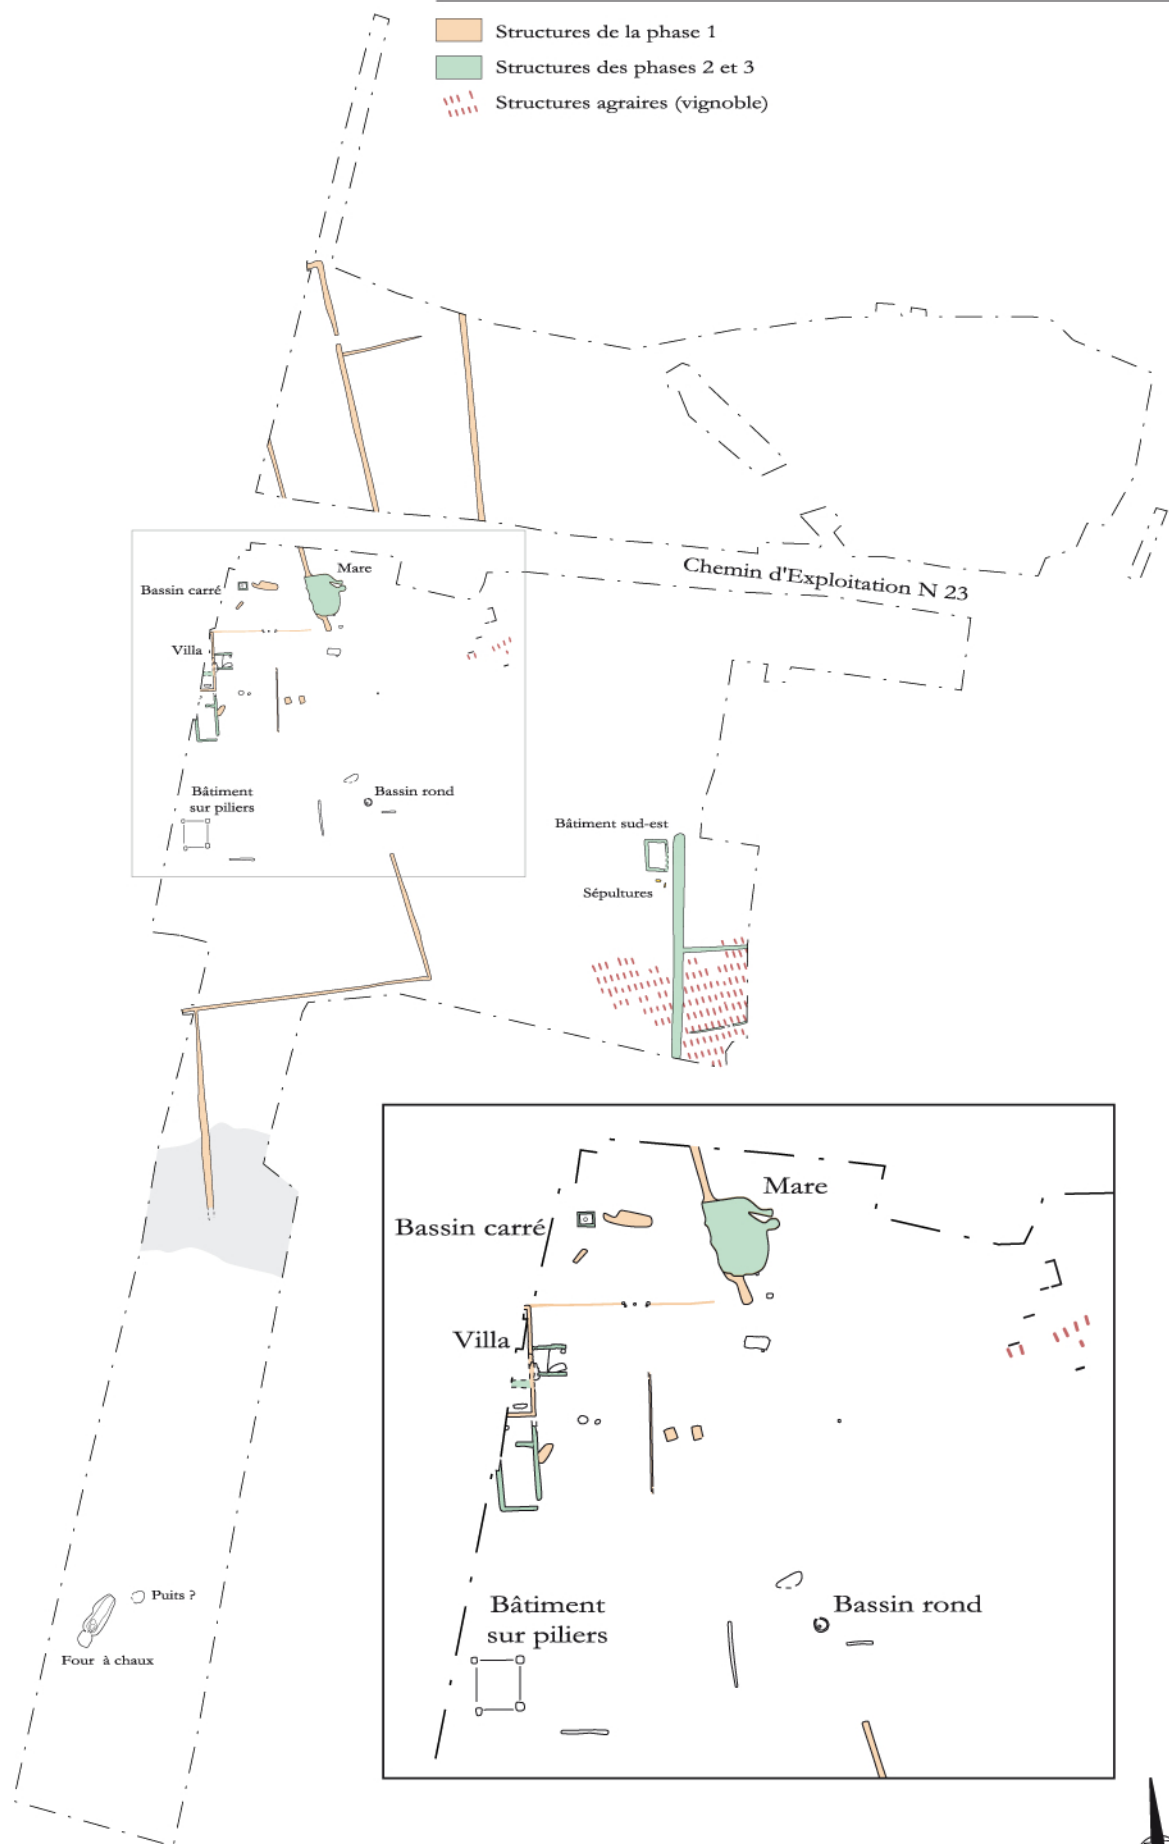 Structures de la phase 1
Structures des phases 2 et 3
Structures agraires (vignoble)
Chemin d'Exploitation N 23
Mare
Bassin carré
Villa
Bâtiment
sur piliers
Bassin rond
Bâtiment sud-est
Sépultures
Mare
Bassin carré
Villa
Bâtiment
sur piliers
Bassin rond
Puits ?
Four à chaux